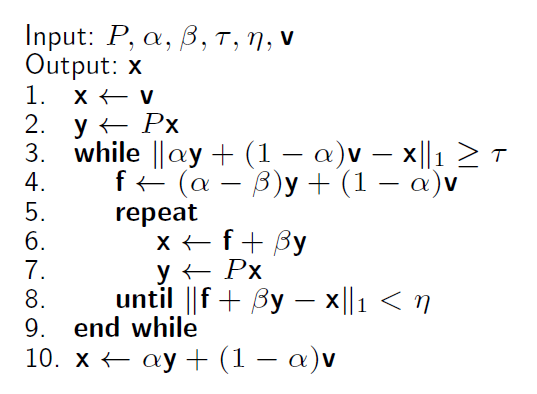 Input: P, α, β, τ, η, v
Output: x
1. x ← v
2. y ← Px
3. while ‖αy + (1 − α)v − x‖₁ ≥ τ
4. f ← (α − β)y + (1 − α)v
5. repeat
6. x ← f + βy
7. y ← Px
8. until ‖f + βy − x‖₁ < η
9. end while
10. x ← αy + (1 − α)v